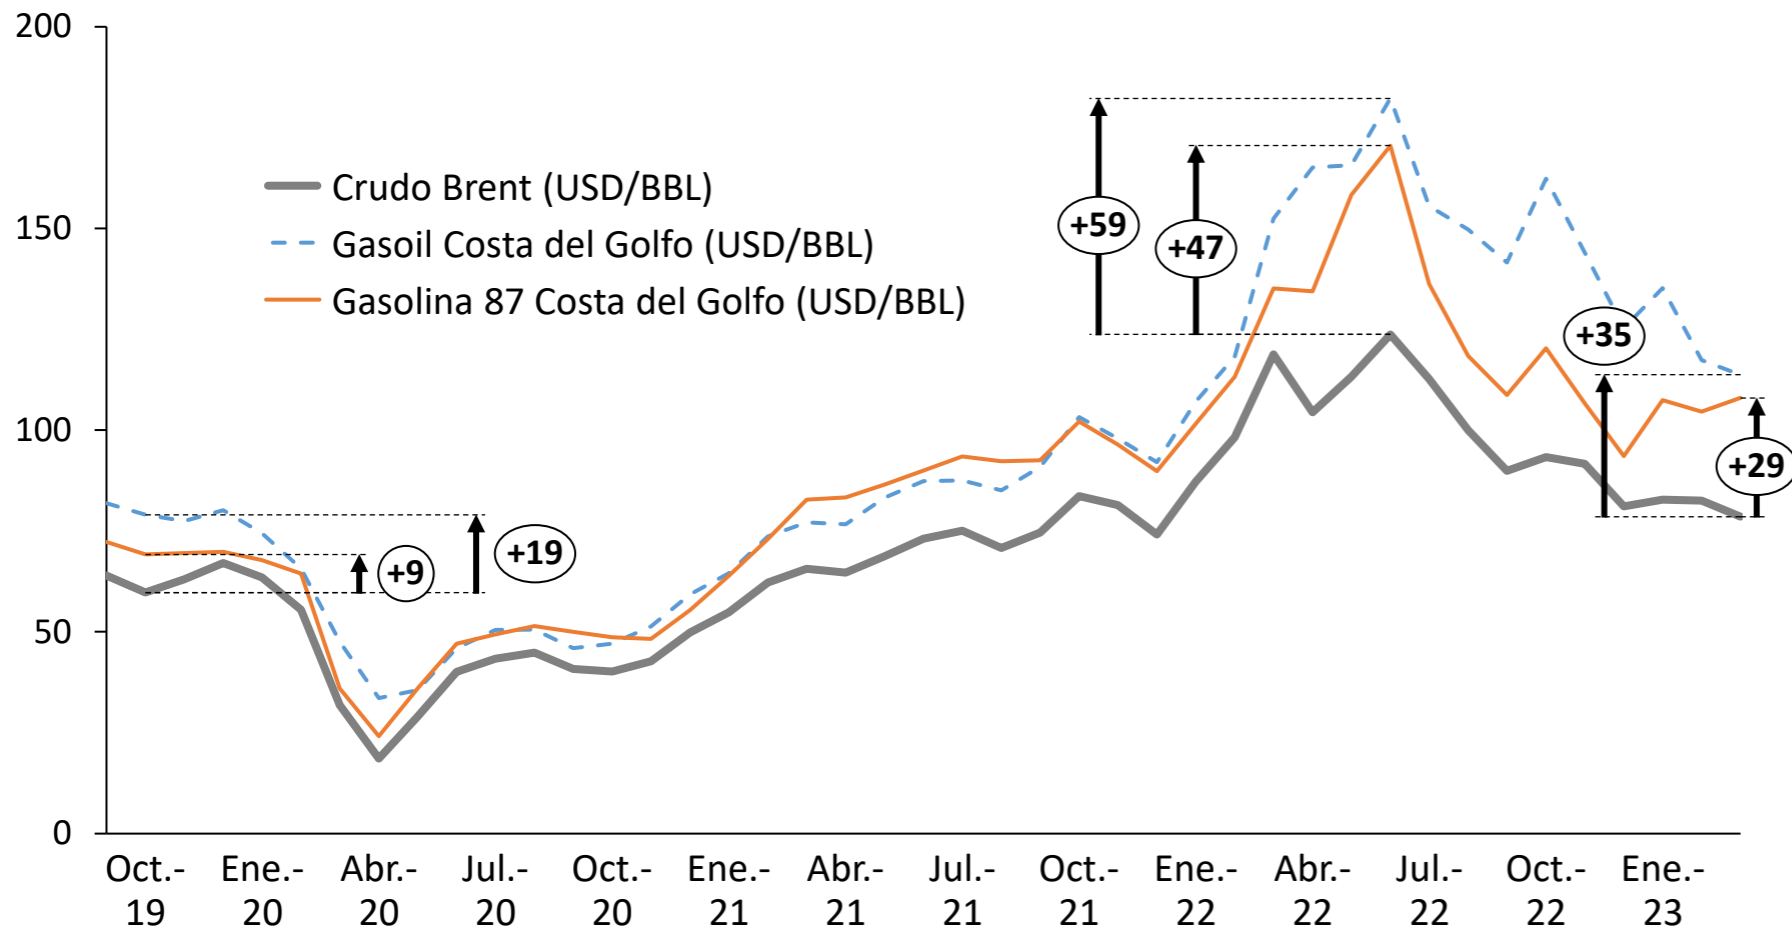 200
150
100
50
0
Crudo Brent (USD/BBL)
Gasoil Costa del Golfo (USD/BBL)
Gasolina 87 Costa del Golfo (USD/BBL)
+9
+19
+59
+47
+35
+29
Oct.-19
Ene.-20
Abr.-20
Jul.-20
Oct.-20
Ene.-21
Abr.-21
Jul.-21
Oct.-21
Ene.-22
Abr.-22
Jul.-22
Oct.-22
Ene.-23